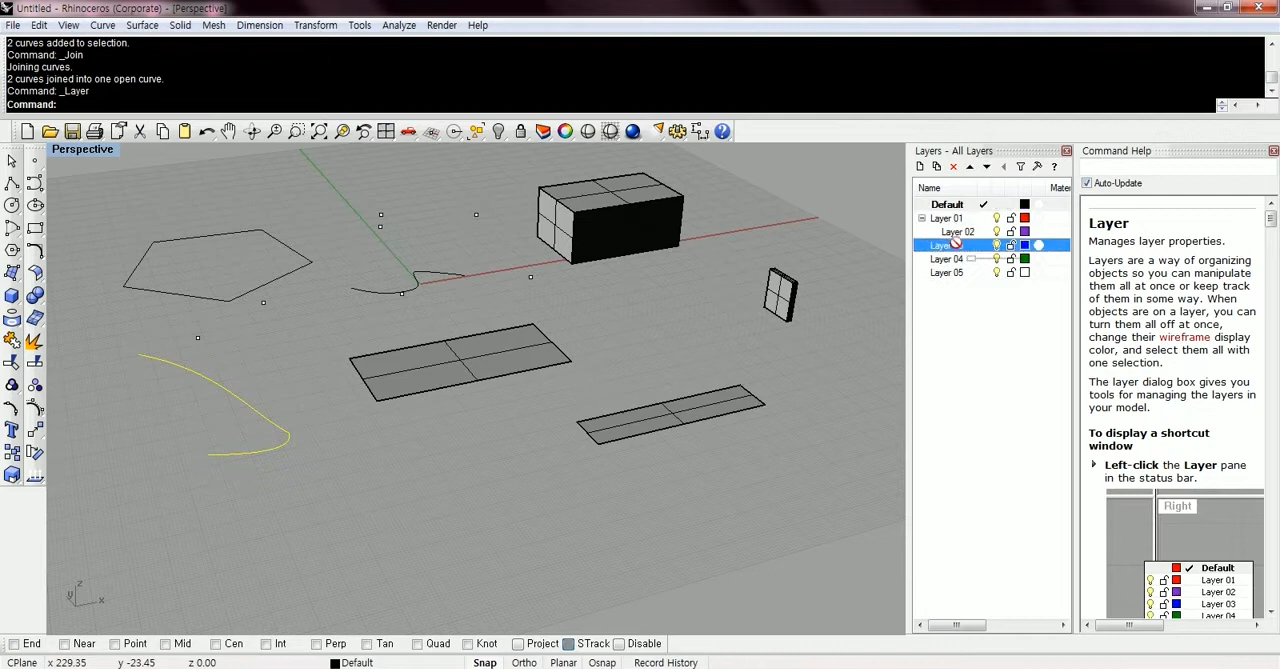 Untitled - Rhinoceros (Corporate) - [Perspective]
File Edit View Curve Surface Solid Mesh Dimension Transform Tools Analyze Render Help
2 curves added to selection.
Command: _Join
Joining curves.
2 curves joined into one open curve.
Command: _Layer
Command:
Perspective
Layers - All Layers
Name Mater
Default
Layer 01
Layer 02
Layer 04
Layer 05
Command Help
Auto-Update
Layer
Manages layer properties.
Layers are a way of organizing
objects so you can manipulate
them all at once or keep track
of them in some way. When
objects are on a layer, you can
turn them all off at once,
change their wireframe display
color, and select them all with
one selection.
The layer dialog box gives you
tools for managing the layers in
your model.
To display a shortcut
window
Left-click the Layer pane
in the status bar.
Right
Default
Layer 01
Layer 02
Layer 03
Layer 04
z
y
x
End Near Point Mid Cen Int Perp Tan Quad Knot Project STrack Disable
CPlane x 229.35 y -23.45 z 0.00 Default Snap Ortho Planar Osnap Record History